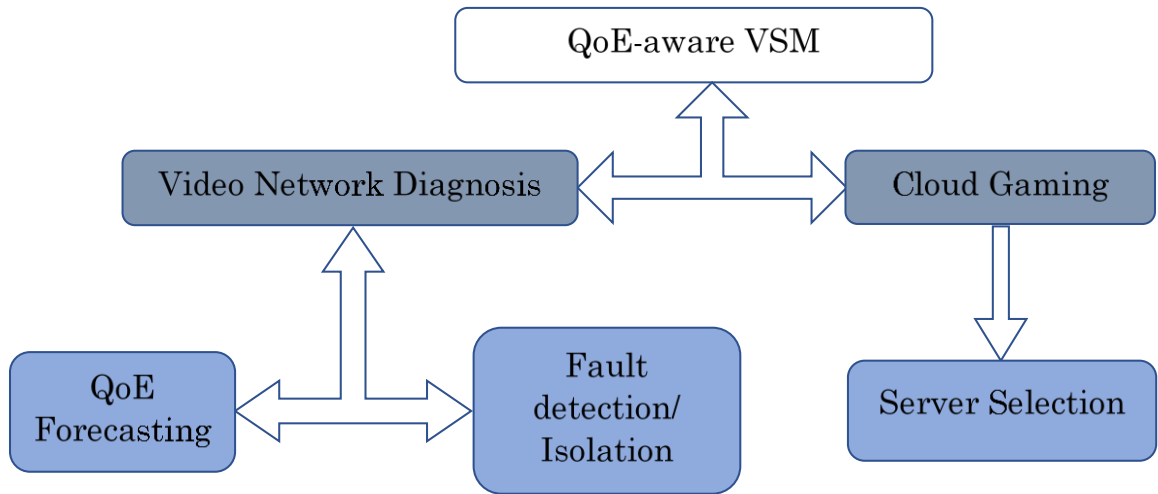 QoE-aware VSM
Video Network Diagnosis
Cloud Gaming
QoE
Forecasting
Fault
detection/
Isolation
Server Selection